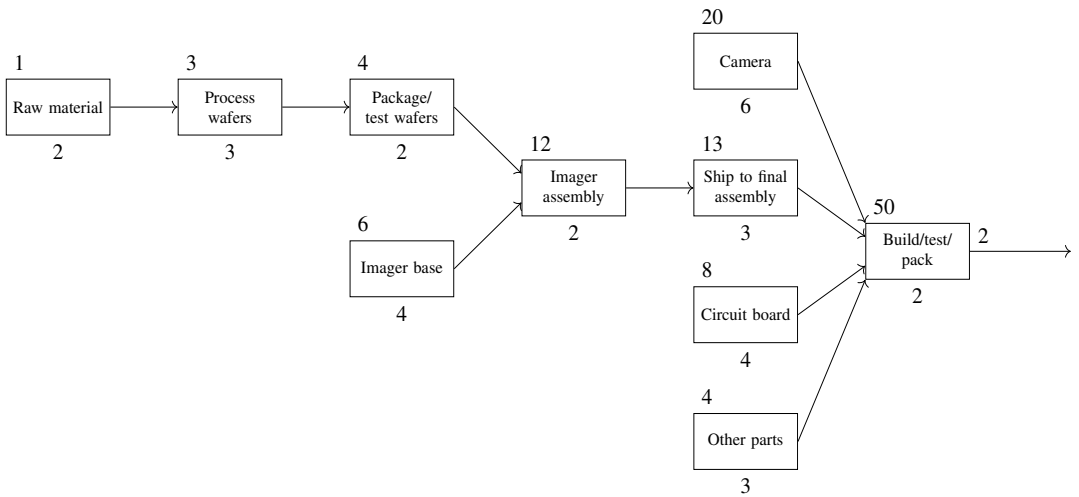 20
Camera
6
1
Raw material
2
3
Process
wafers
3
4
Package/
test wafers
2
12
Imager
assembly
2
13
Ship to final
assembly
3
6
Imager base
4
50
Build/test/
pack
2
2
8
Circuit board
4
4
Other parts
3